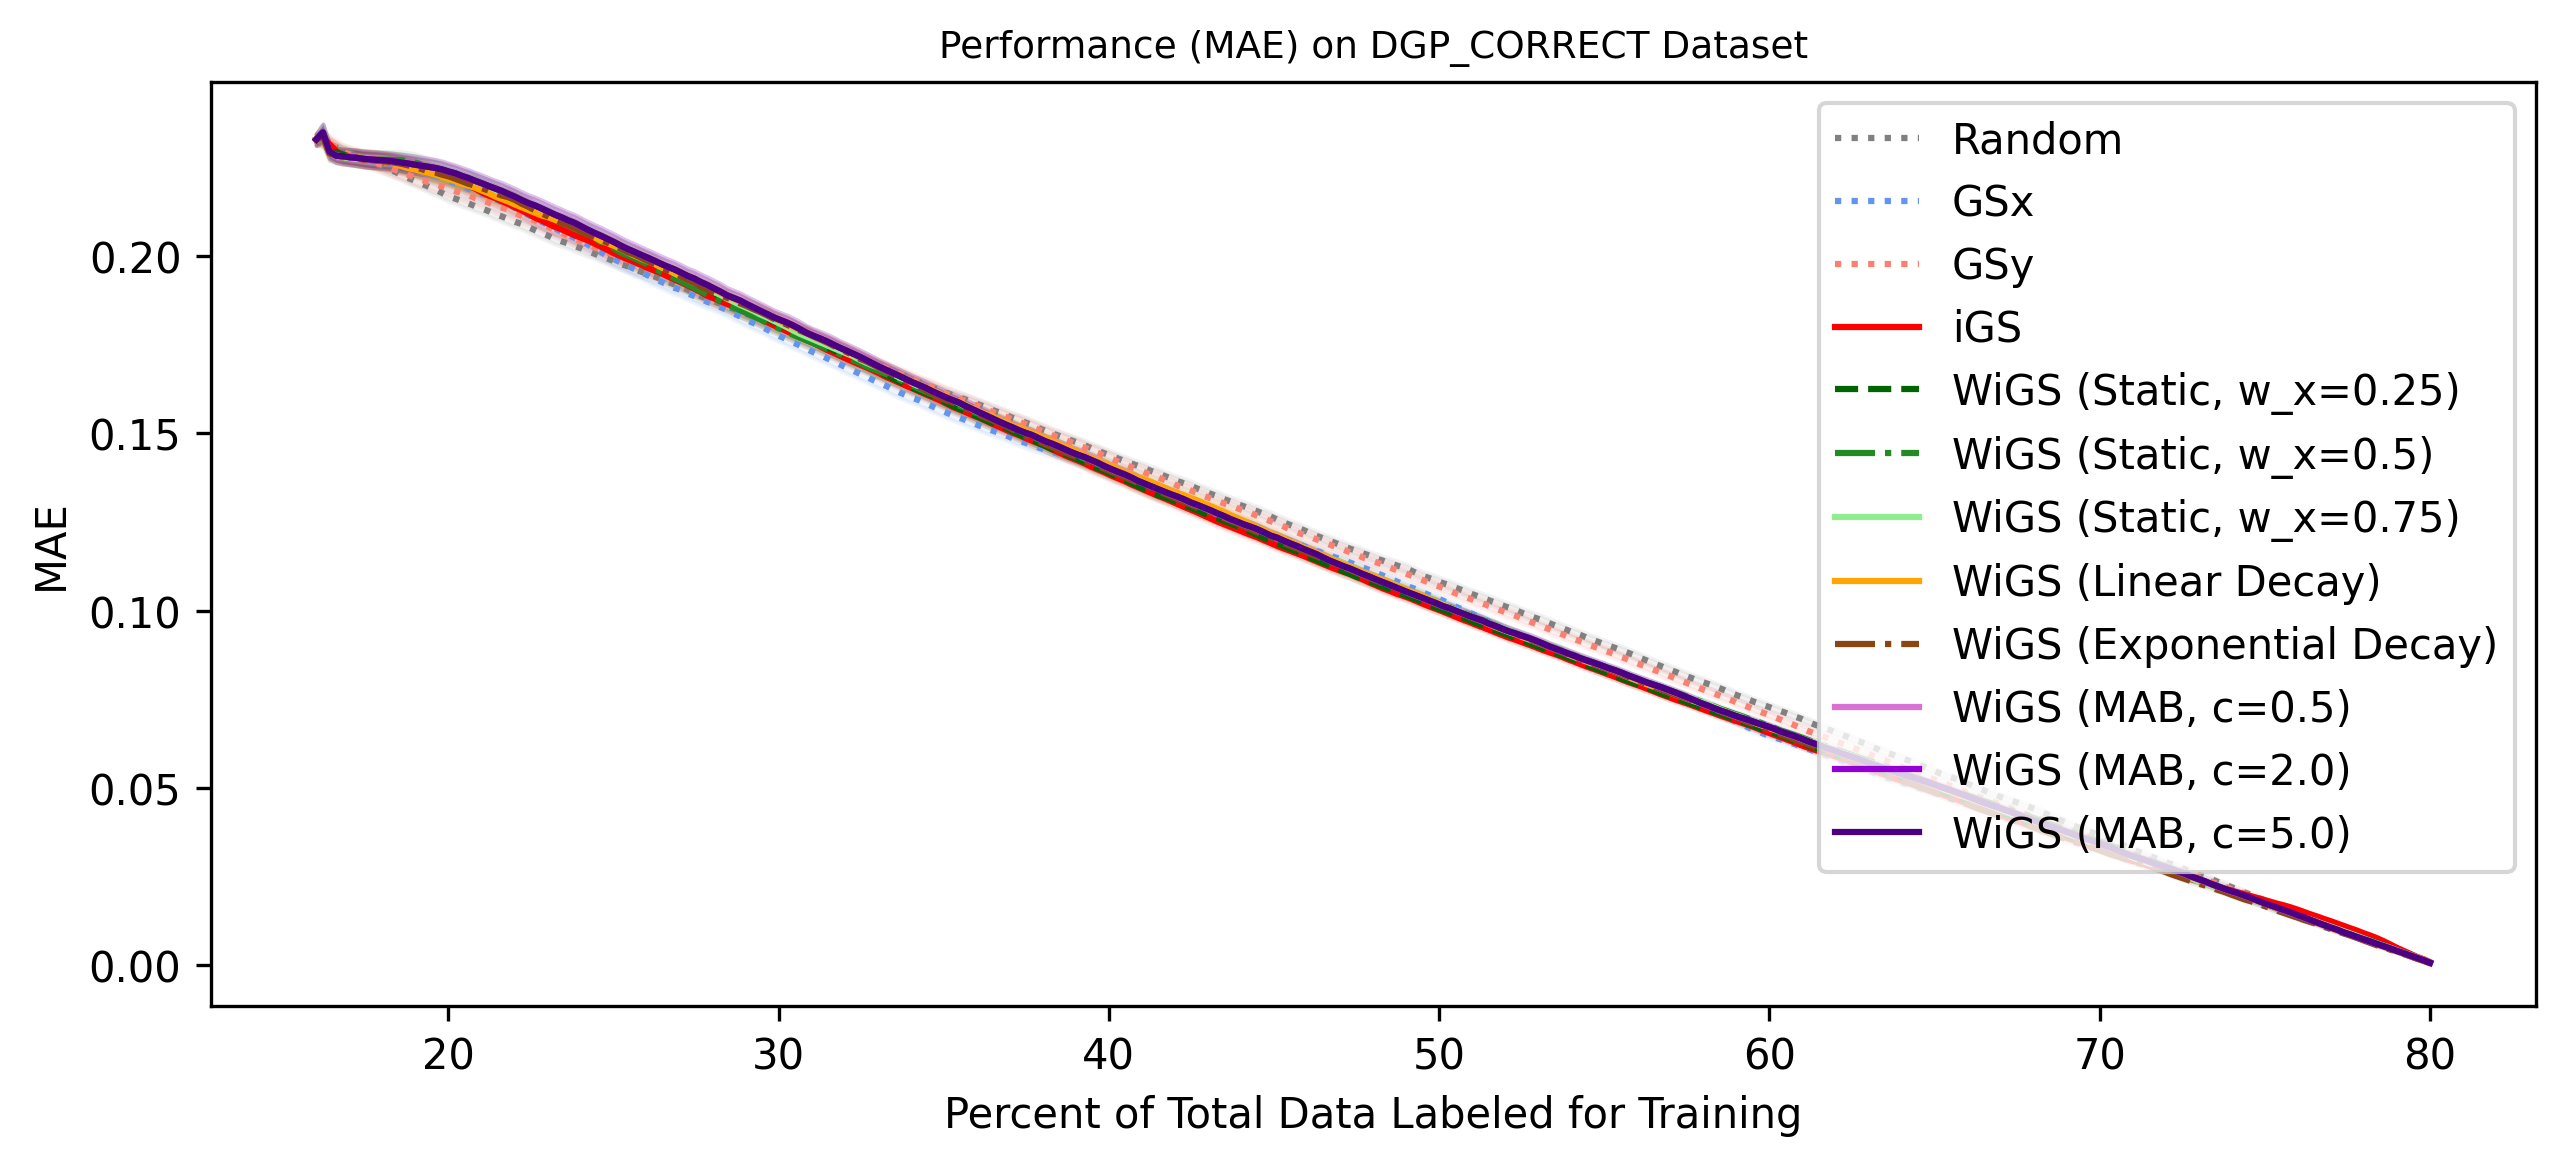 Performance (MAE) on DGP_CORRECT Dataset
MAE
0.20
0.15
0.10
0.05
0.00
Random
GSx
GSy
iGS
WiGS (Static, w_x=0.25)
WiGS (Static, w_x=0.5)
WiGS (Static, w_x=0.75)
WiGS (Linear Decay)
WiGS (Exponential Decay)
WiGS (MAB, c=0.5)
WiGS (MAB, c=2.0)
WiGS (MAB, c=5.0)
20 30 40 50 60 70 80
Percent of Total Data Labeled for Training